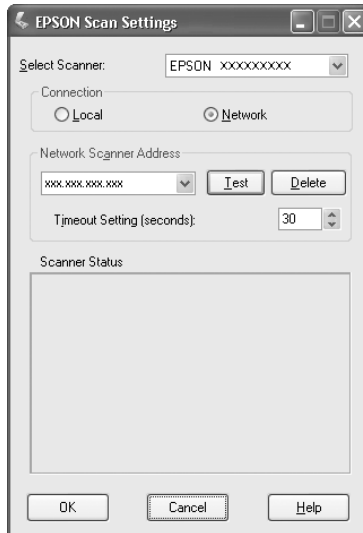 EPSON Scan Settings
Select Scanner: EPSON XXXXXXXXX
Connection
Local Network
Network Scanner Address
xxx.xxx.xxx.xxx Test Delete
Timeout Setting (seconds): 30
Scanner Status
OK Cancel Help